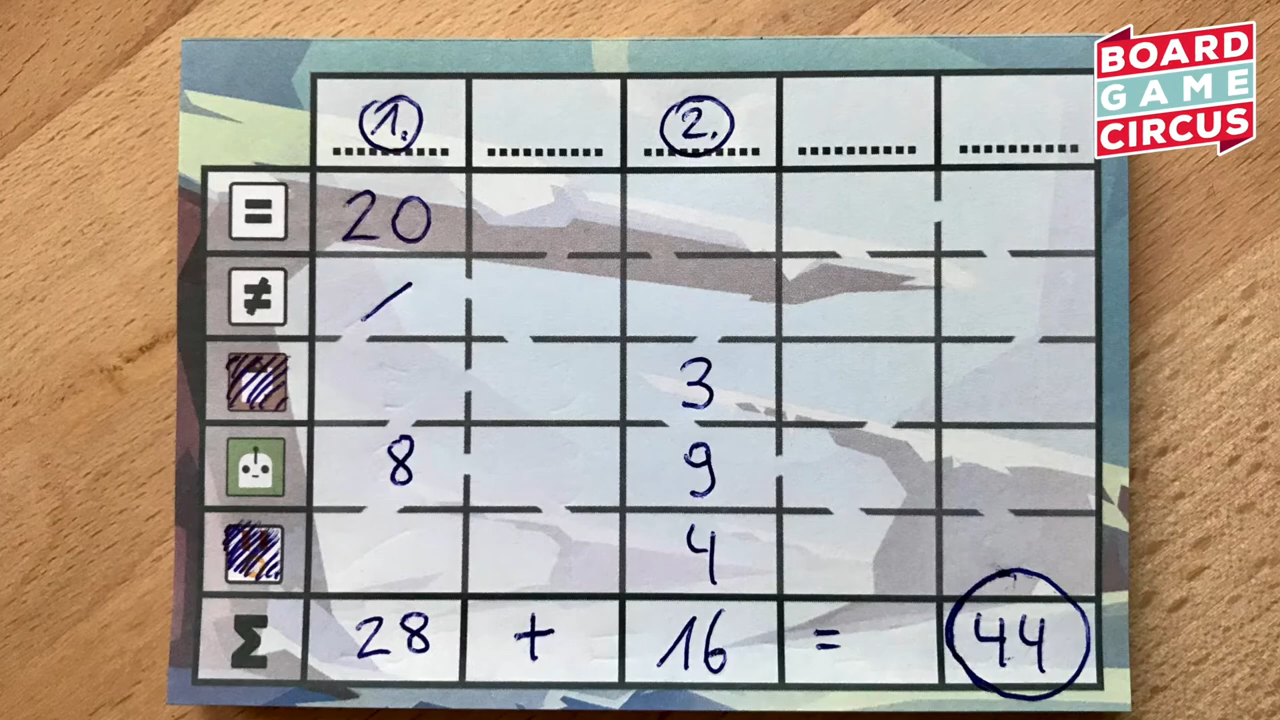 BOARD
GAME
CIRCUS
1. 2.
= 20
≠ /
3
8 9
4
Σ 28 + 16 = 44